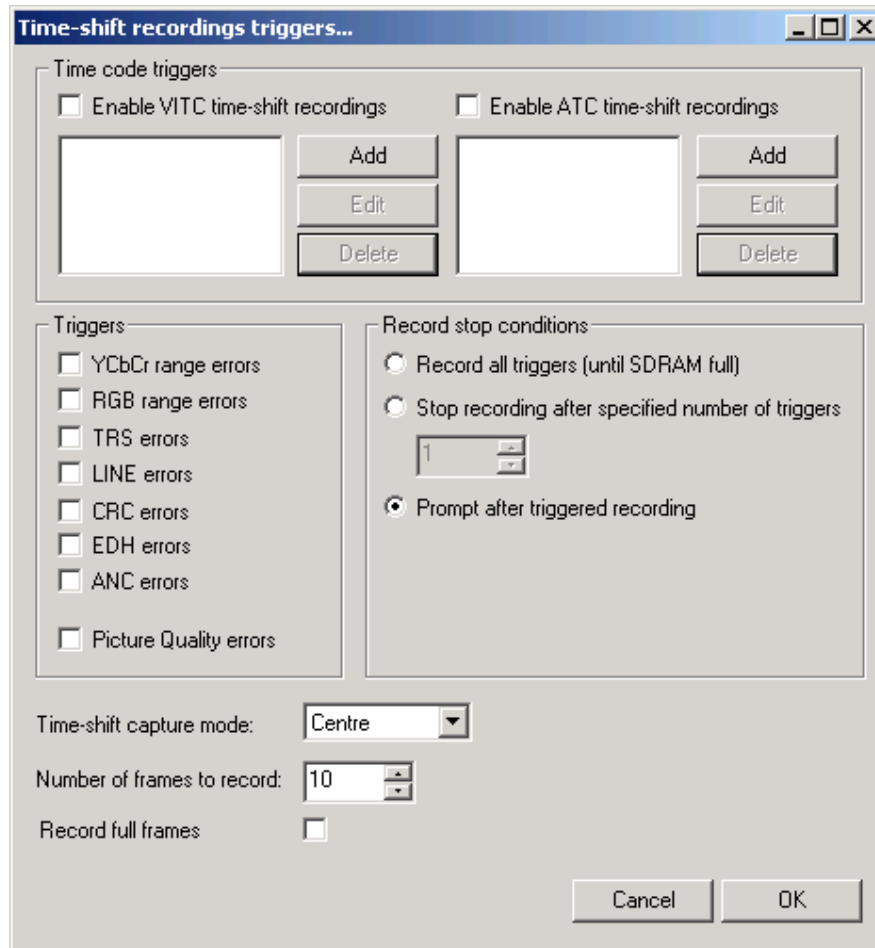 Time-shift recordings triggers...
Time code triggers
Enable VITC time-shift recordings
Enable ATC time-shift recordings
Add
Edit
Delete
Add
Edit
Delete
Triggers
YCbCr range errors
RGB range errors
TRS errors
LINE errors
CRC errors
EDH errors
ANC errors
Picture Quality errors
Record stop conditions
Record all triggers (until SDRAM full)
Stop recording after specified number of triggers
1
Prompt after triggered recording
Time-shift capture mode: Centre
Number of frames to record: 10
Record full frames
Cancel
OK